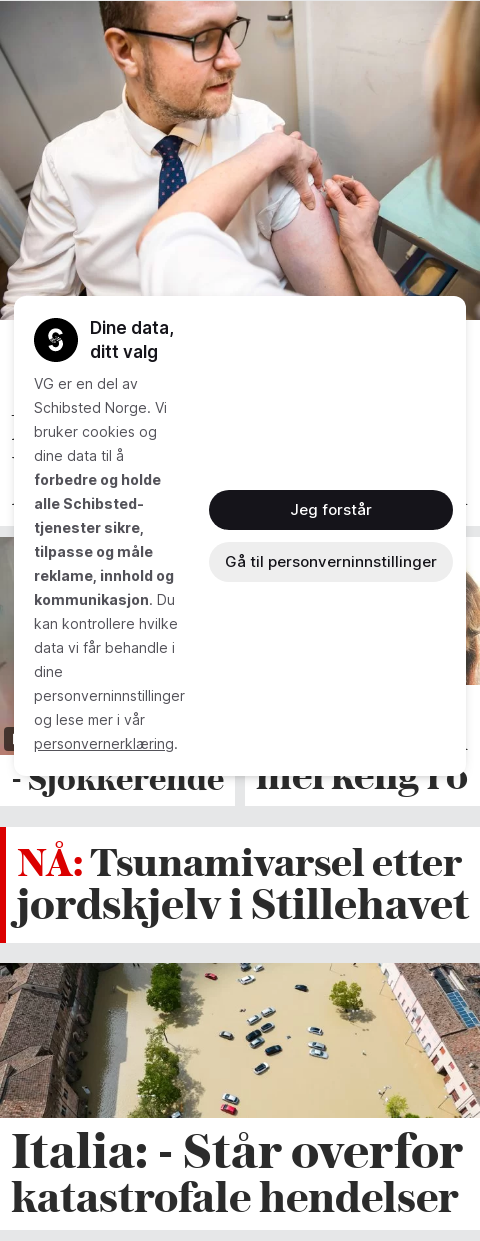 Dine data,
ditt valg
VG er en del av
Schibsted Norge. Vi
bruker cookies og
dine data til å
forbedre og holde
alle Schibsted-
tjenester sikre,
tilpasse og måle
reklame, innhold og
kommunikasjon. Du
kan kontrollere hvilke
data vi får behandle i
dine
personverninnstillinger
og lese mer i vår
personvernerklæring.
Jeg forstår
Gå til personverninnstillinger
- Sjokkerende
NÅ: Tsunamivarsel etter
jordskjelv i Stillehavet
Italia: - Står overfor
katastrofale hendelser